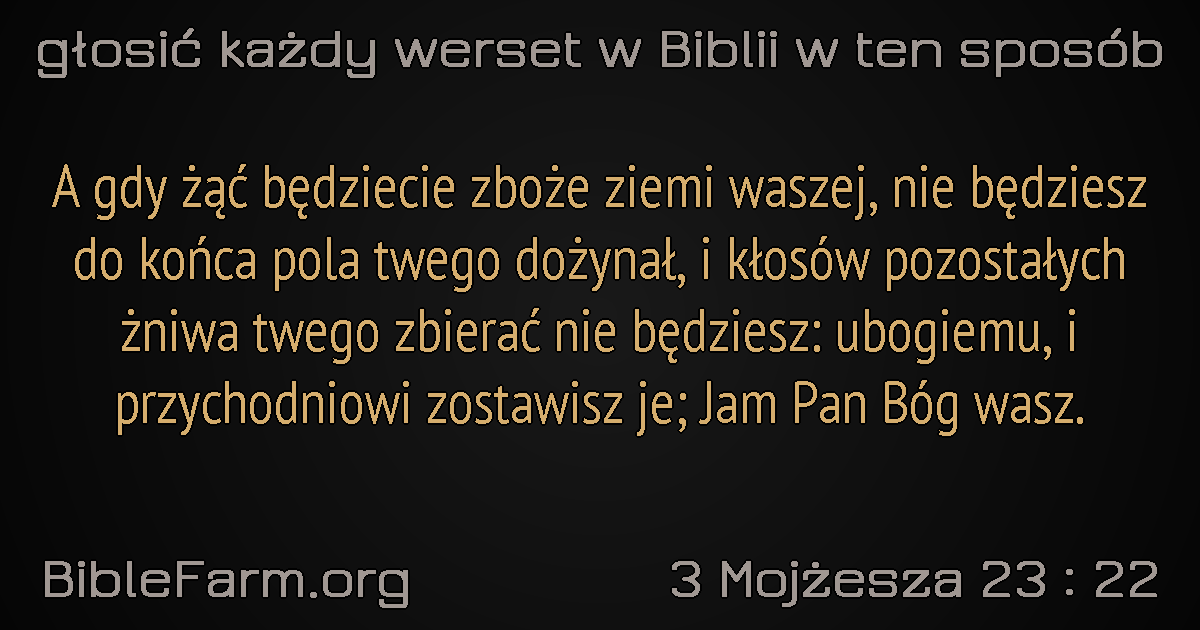 głosić każdy werset w Biblii w ten sposób
A gdy żąć będziecie zboże ziemi waszej, nie będziesz
do końca pola twego dożynał, i kłosów pozostałych
żniwa twego zbierać nie będziesz: ubogiemu, i
przychodniowi zostawisz je; Jam Pan Bóg wasz.
BibleFarm.org
3 Mojżesza 23 : 22